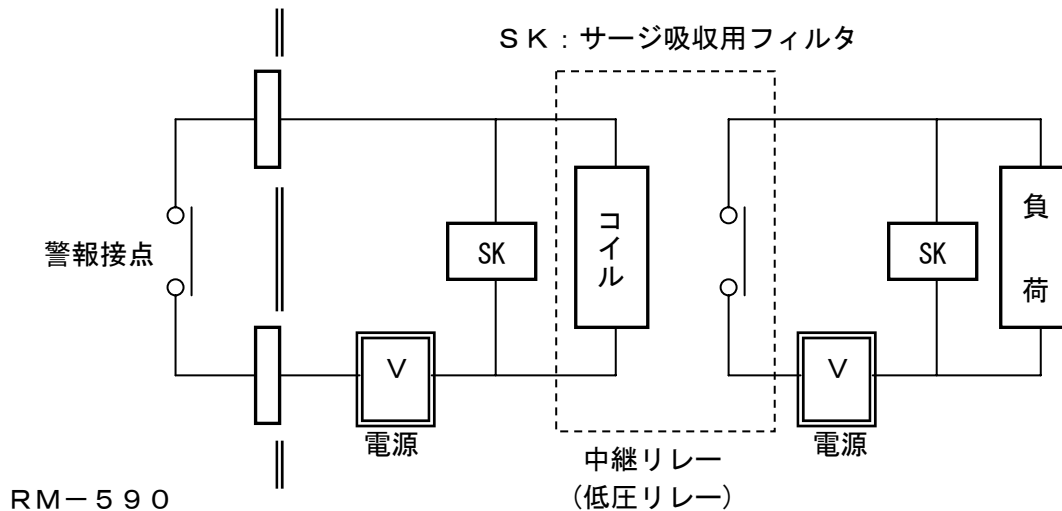 SK：サージ吸収用フィルタ
警報接点
SK
コイル
V
電源
中継リレー
（低圧リレー）
SK
負荷
V
電源
RM－590